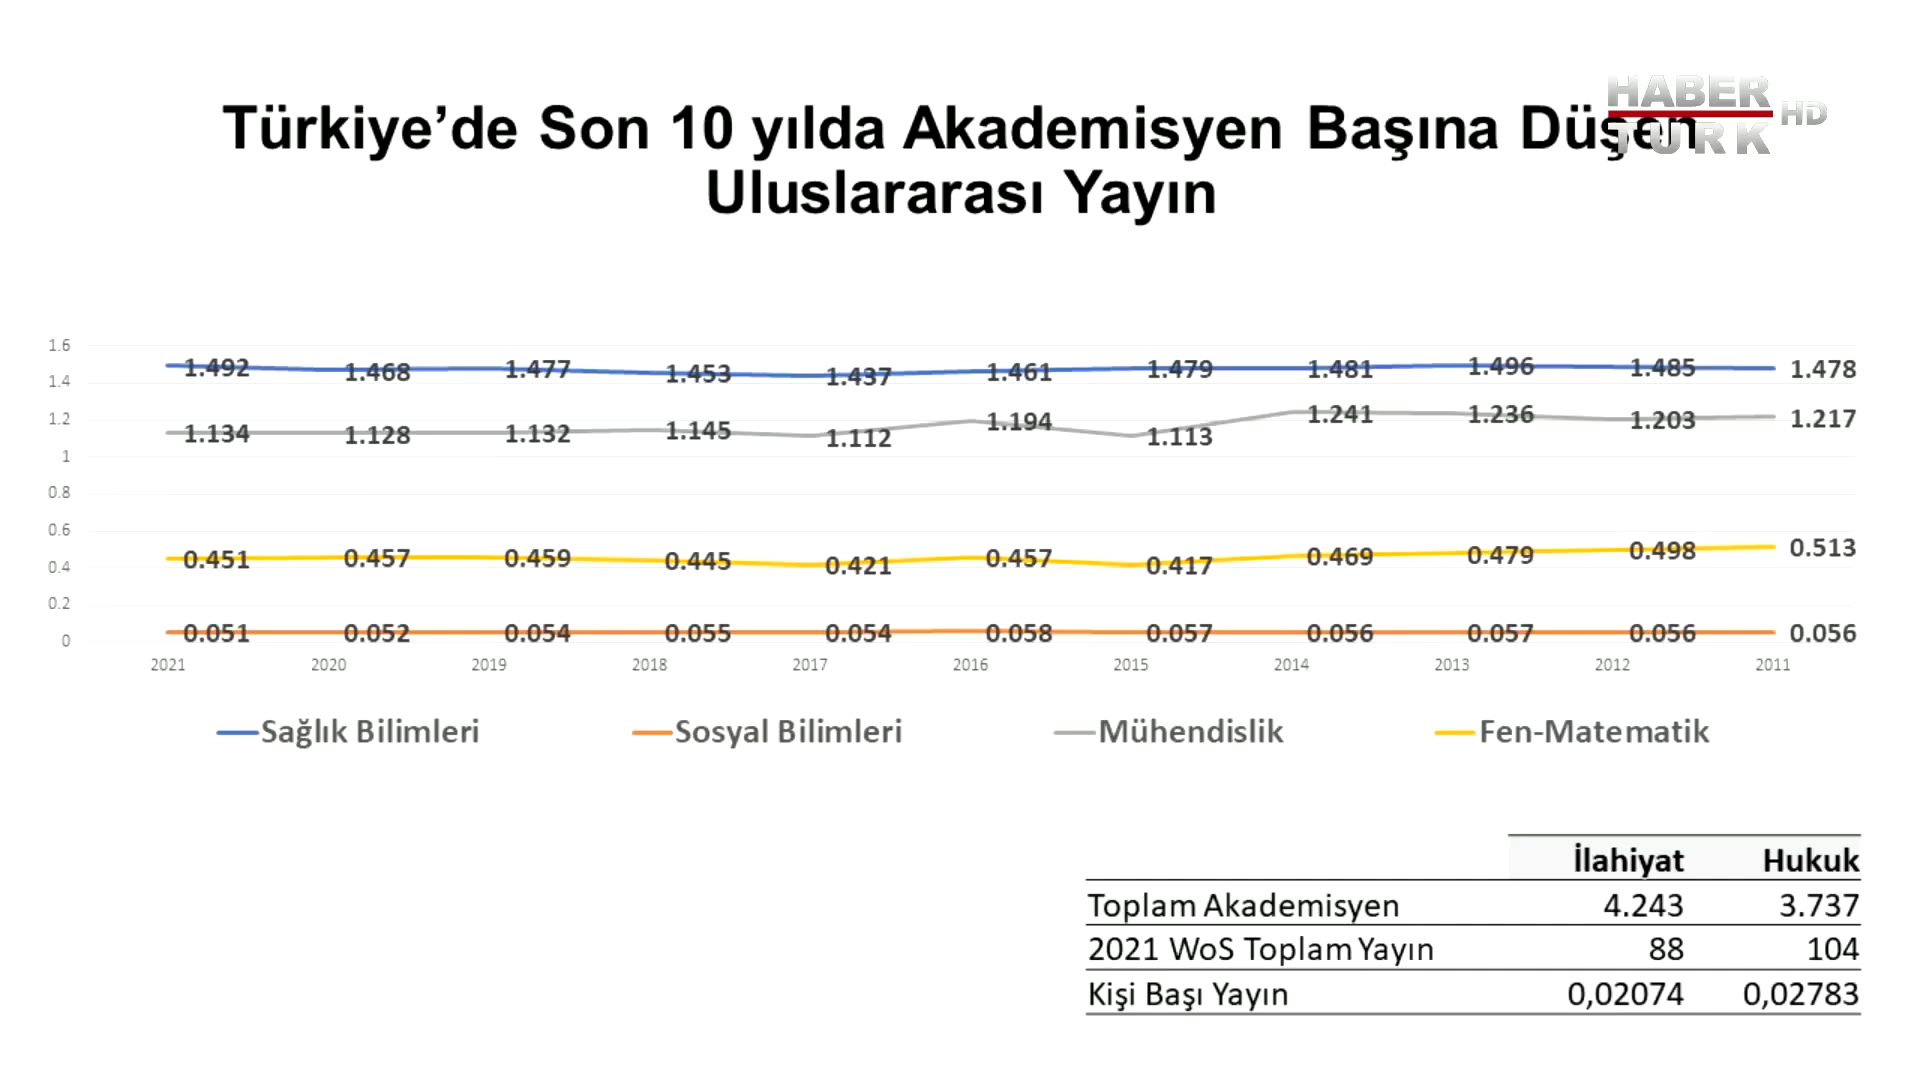 HABER
TURK
HD
Türkiye’de Son 10 yılda Akademisyen Başına Düşen
Uluslararası Yayın
1.6
1.4
1.2
1
0.8
0.6
0.4
0.2
0
1.492 1.468 1.477 1.453 1.437 1.461 1.479 1.481 1.496 1.485 1.478
1.134 1.128 1.132 1.145 1.112 1.194 1.113 1.241 1.236 1.203 1.217
0.451 0.457 0.459 0.445 0.421 0.457 0.417 0.469 0.479 0.498 0.513
0.051 0.052 0.054 0.055 0.054 0.058 0.057 0.056 0.057 0.056 0.056
2021 2020 2019 2018 2017 2016 2015 2014 2013 2012 2011
Sağlık Bilimleri Sosyal Bilimleri Mühendislik Fen-Matematik
İlahiyat Hukuk
Toplam Akademisyen 4.243 3.737
2021 WoS Toplam Yayın 88 104
Kişi Başı Yayın 0,02074 0,02783